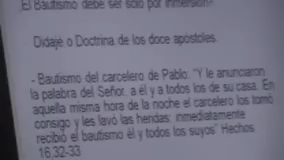 El Bautismo debe ser sólo por inmersión?
Didajé o Doctrina de los doce apóstoles.
- Bautismo del carcelero de Pablo: "Y le anunciaron
la palabra del Señor, a él y a todos los de su casa. En
aquella misma hora de la noche el carcelero los tomó
consigo y les lavó las heridas; inmediatamente
recibió el bautismo él y todos los suyos" Hechos
16:32-33